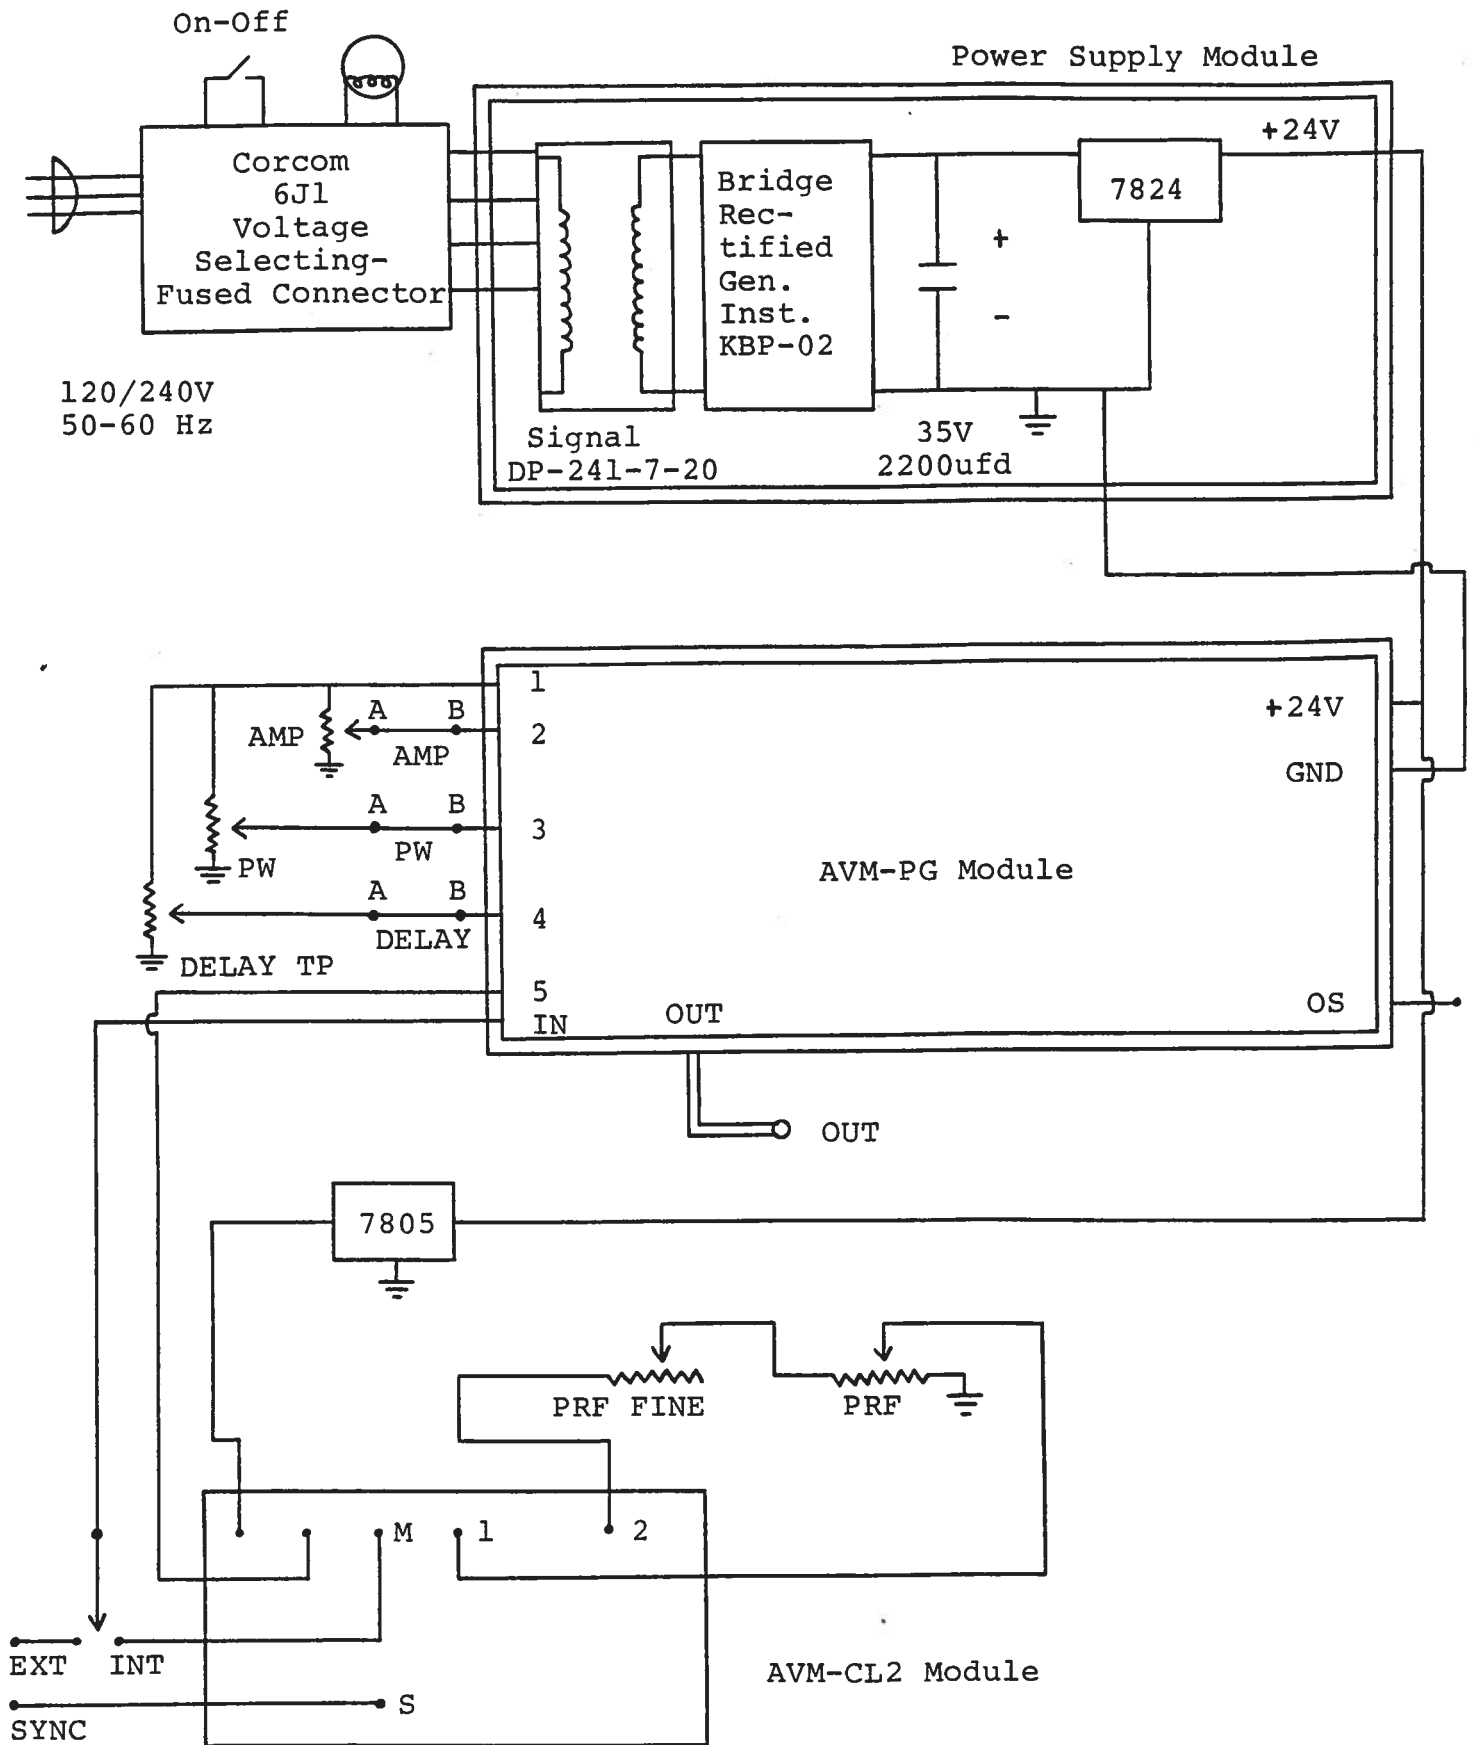 On-Off
Power Supply Module
+24V
Corcom
6J1
Voltage
Selecting-
Fused Connector
Bridge
Rec-
tified
Gen.
Inst.
KBP-02
7824
+
-
120/240V
50-60 Hz
Signal
DP-241-7-20
35V
2200ufd
1
A B
AMP
2
AMP
+24V
GND
A B
3
PW
PW
AVM-PG Module
A B
4
DELAY
DELAY TP
5
IN
OUT
OS
OUT
7805
PRF FINE
PRF
M
1
2
EXT INT
AVM-CL2 Module
S
SYNC